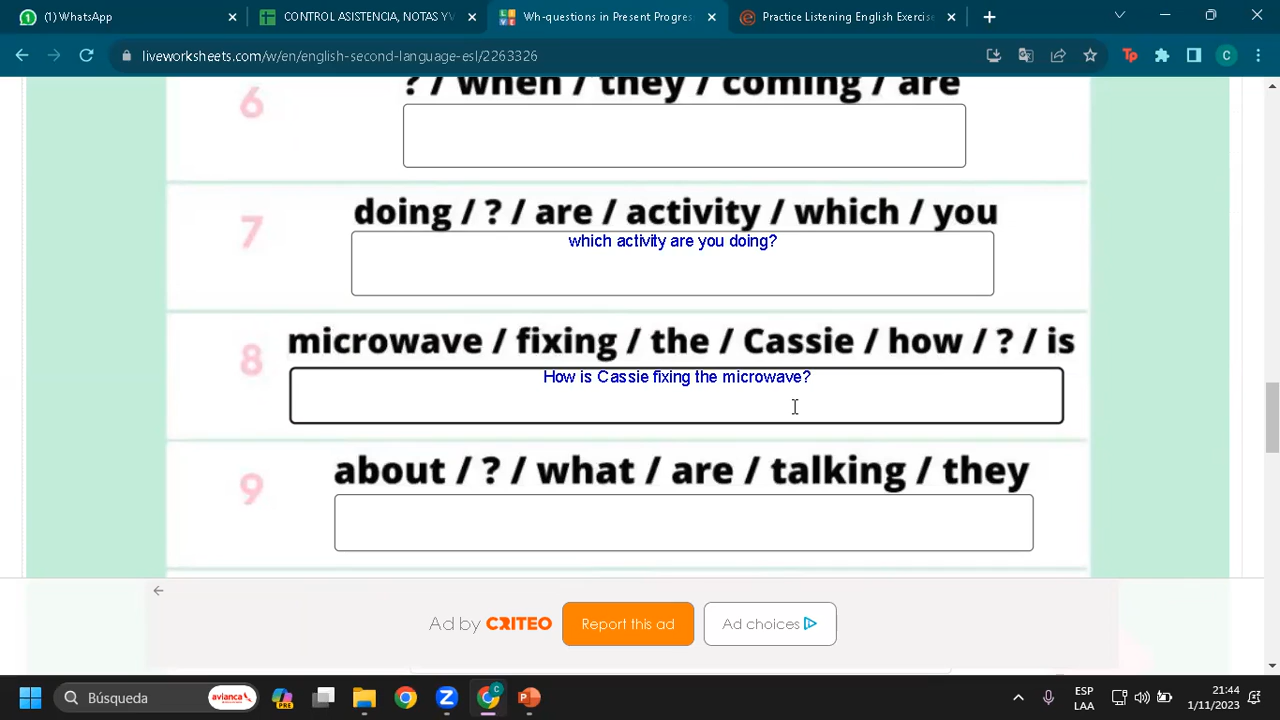 (1) WhatsApp
CONTROL ASISTENCIA, NOTAS YV
Wh-questions in Present Progres
Practice Listening English Exercise
liveworksheets.com/w/en/english-second-language-esl/2263326
6
? / when / they / coming / are
7
doing / ? / are / activity / which / you
which activity are you doing?
8
microwave / fixing / the / Cassie / how / ? / is
How is Cassie fixing the microwave?
9
about / ? / what / are / talking / they
Ad by CRITEO
Report this ad
Ad choices
Búsqueda
avianca
PRE
ESP
LAA
21:44
1/11/2023